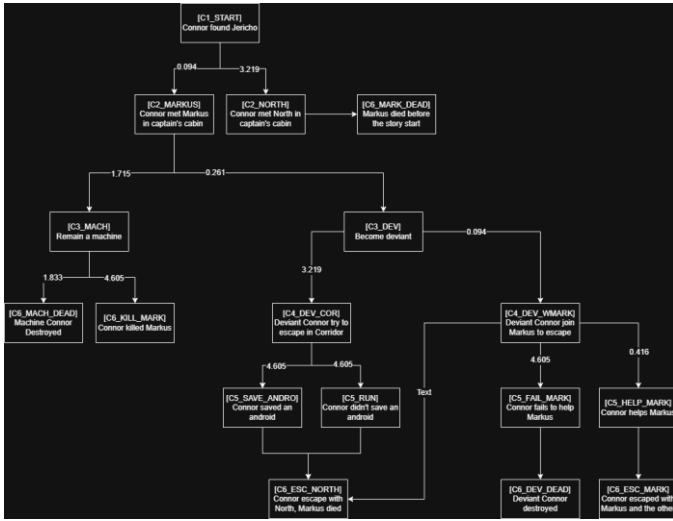 [C1_START]
Connor found Jericho
0.094
3.219
[C2_MARKUS]
Connor met Markus
in captain's cabin
[C2_NORTH]
Connor met North in
captain's cabin
[C6_MARK_DEAD]
Markus died before
the story start
1.715
0.261
[C3_MACH]
Remain a machine
[C3_DEV]
Become deviant
0.094
1.833
4.605
3.219
[C6_MACH_DEAD]
Machine Connor
Destroyed
[C6_KILL_MARK]
Connor killed Markus
[C4_DEV_COR]
Deviant Connor try to
escape in Corridor
[C4_DEV_WMARK]
Deviant Connor join
Markus to escape
4.605
4.605
Text
4.605
0.416
[C5_SAVE_ANDRO]
Connor saved an
android
[C5_RUN]
Connor didn't save an
android
[C5_FAIL_MARK]
Connor fails to help
Markus
[C5_HELP_MARK]
Connor helps Markus
[C6_ESC_NORTH]
Connor escape with
North, Markus died
[C6_DEV_DEAD]
Deviant Connor
destroyed
[C6_ESC_MARK]
Connor escaped with
Markus and the other